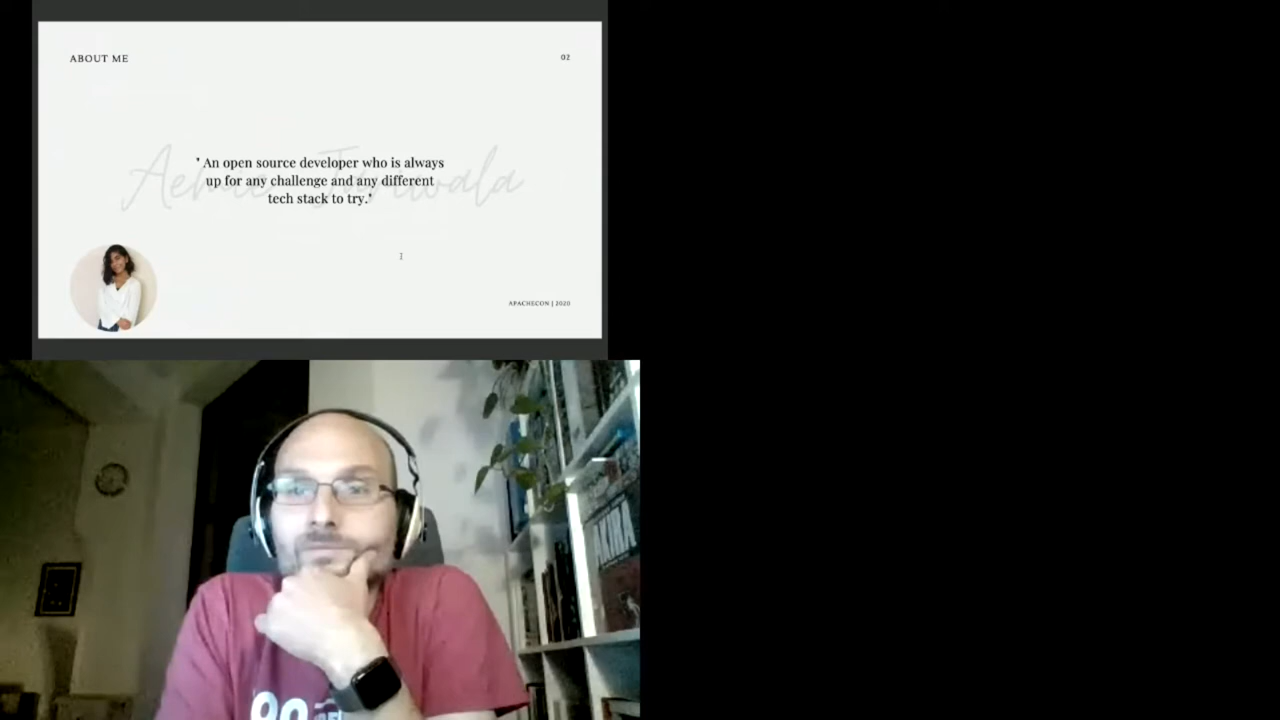 ABOUT ME
02
" An open source developer who is always
up for any challenge and any different
tech stack to try."
APACHECON | 2020
AKIRA